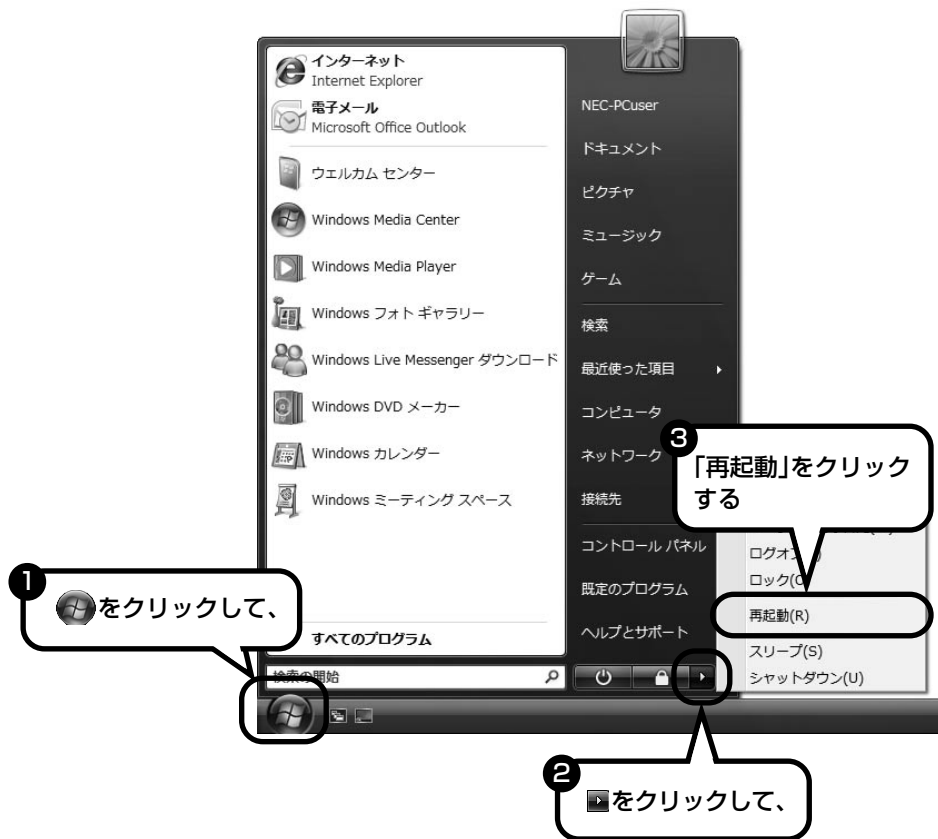 インターネット
Internet Explorer
電子メール
Microsoft Office Outlook
ウェルカム センター
Windows Media Center
Windows Media Player
Windows フォト ギャラリー
Windows Live Messenger ダウンロード
Windows DVD メーカー
Windows カレンダー
Windows ミーティング スペース
すべてのプログラム
検索の開始
NEC-PCuser
ドキュメント
ピクチャ
ミュージック
ゲーム
検索
最近使った項目
コンピュータ
ネットワーク
接続先
コントロール パネル
既定のプログラム
ヘルプとサポート
ロック(O)
再起動(R)
スリープ(S)
シャットダウン(U)
1
をクリックして、
2
をクリックして、
3
「再起動」をクリック
する